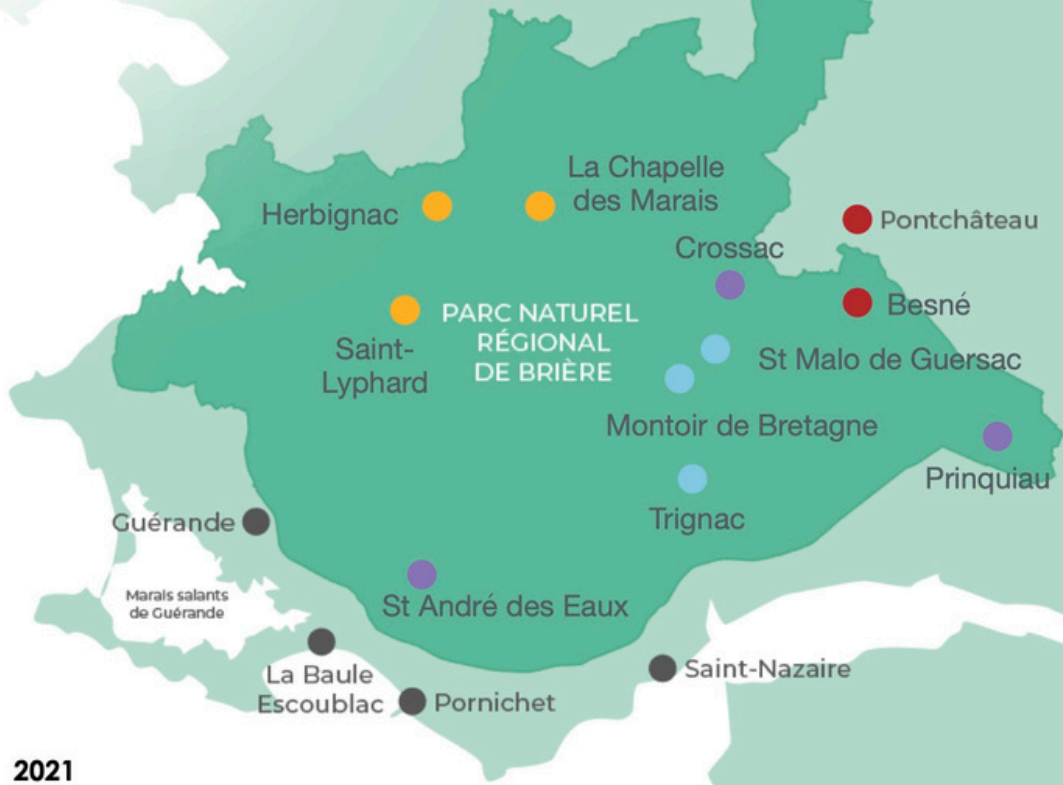 La Chapelle
des Marais
Herbignac
Pontchâteau
Crossac
Besné
PARC NATUREL
RÉGIONAL
DE BRIÈRE
Saint-
Lyphard
St Malo de Guersac
Montoir de Bretagne
Prinquiau
Trignac
Guérande
Marais salants
de Guérande
St André des Eaux
La Baule
Escoublac
Pornichet
Saint-Nazaire
2021